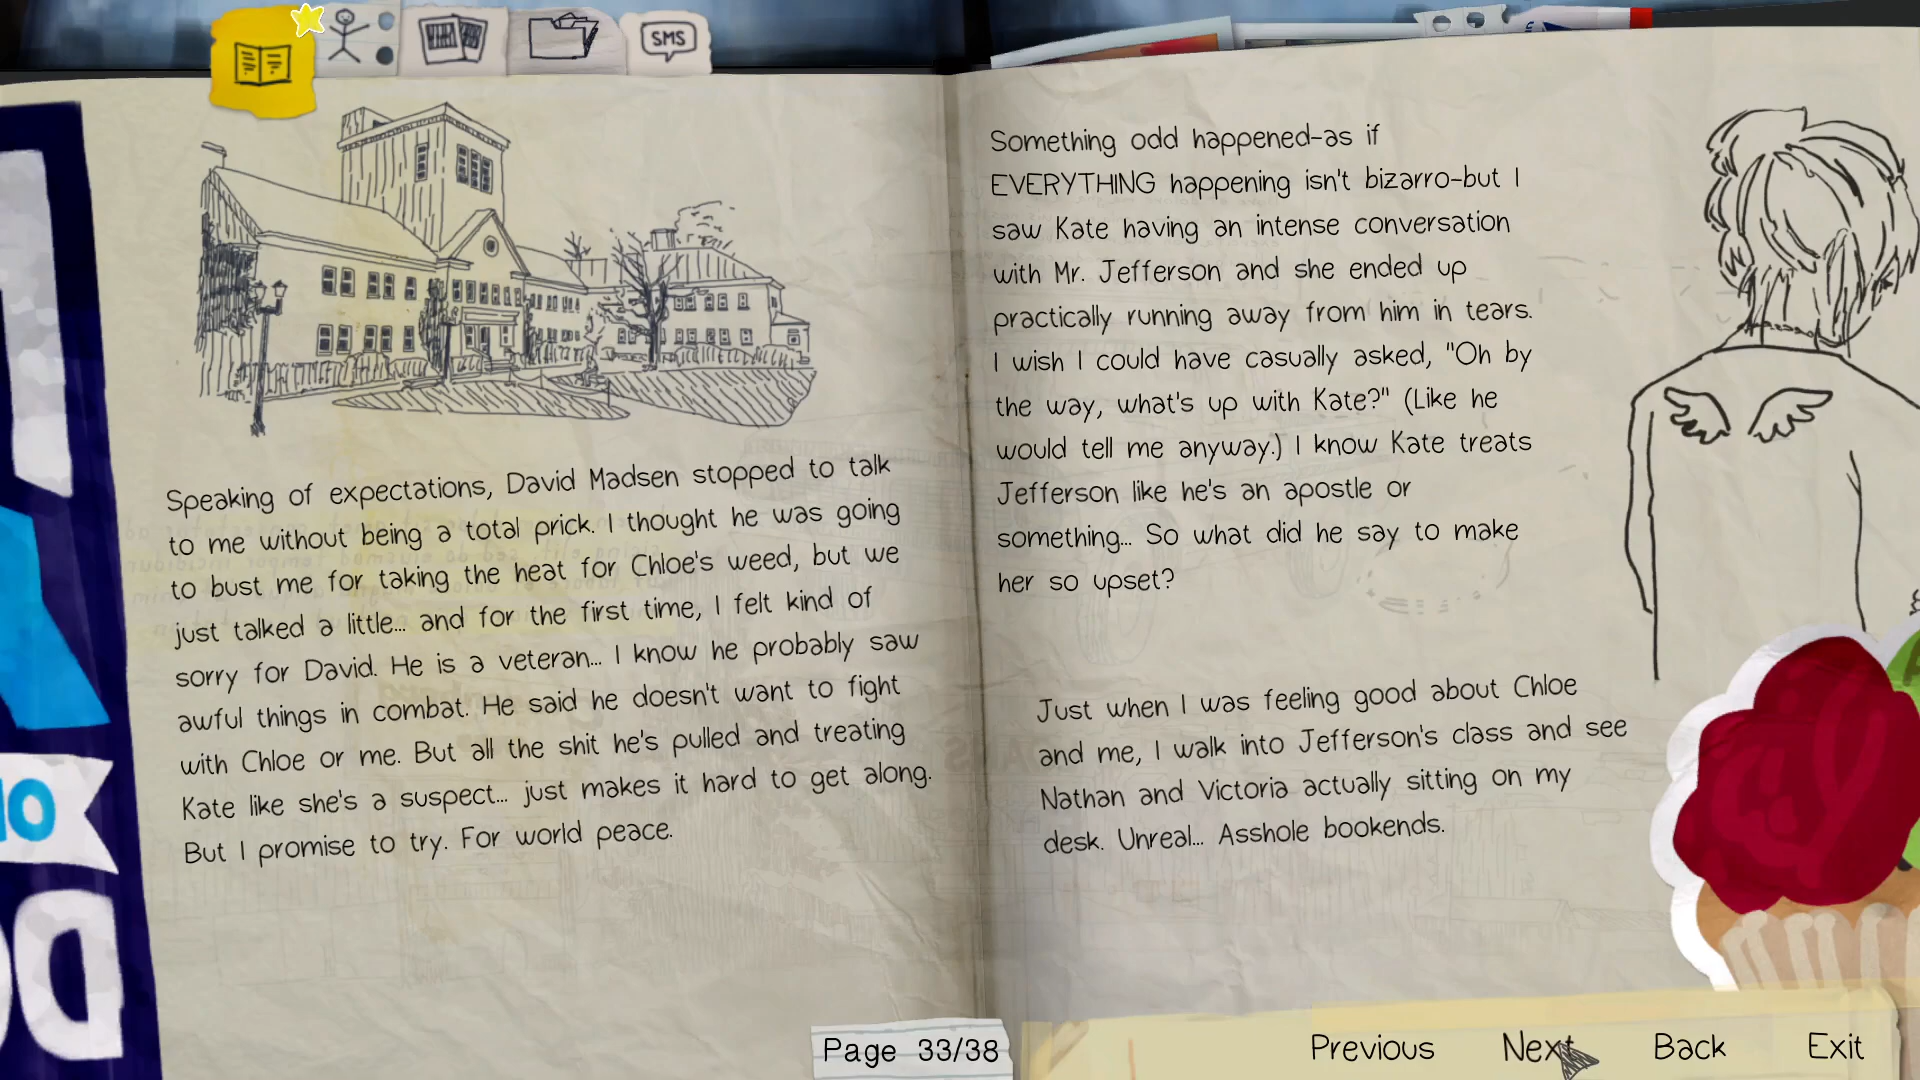 SMS
Speaking of expectations, David Madsen stopped to talk
to me without being a total prick. I thought he was going
to bust me for taking the heat for Chloe's weed, but we
just talked a little... and for the first time, I felt kind of
sorry for David. He is a veteran... I know he probably saw
awful things in combat. He said he doesn't want to fight
with Chloe or me. But all the shit he's pulled and treating
Kate like she's a suspect... just makes it hard to get along.
But I promise to try. For world peace.
Something odd happened-as if
EVERYTHING happening isn't bizarro-but I
saw Kate having an intense conversation
with Mr. Jefferson and she ended up
practically running away from him in tears.
I wish I could have casually asked, "Oh by
the way, what's up with Kate?" (Like he
would tell me anyway.) I know Kate treats
Jefferson like he's an apostle or
something... So what did he say to make
her so upset?
Just when I was feeling good about Chloe
and me, I walk into Jefferson's class and see
Nathan and Victoria actually sitting on my
desk. Unreal... Asshole bookends.
Page 33/38
Previous Next Back Exit